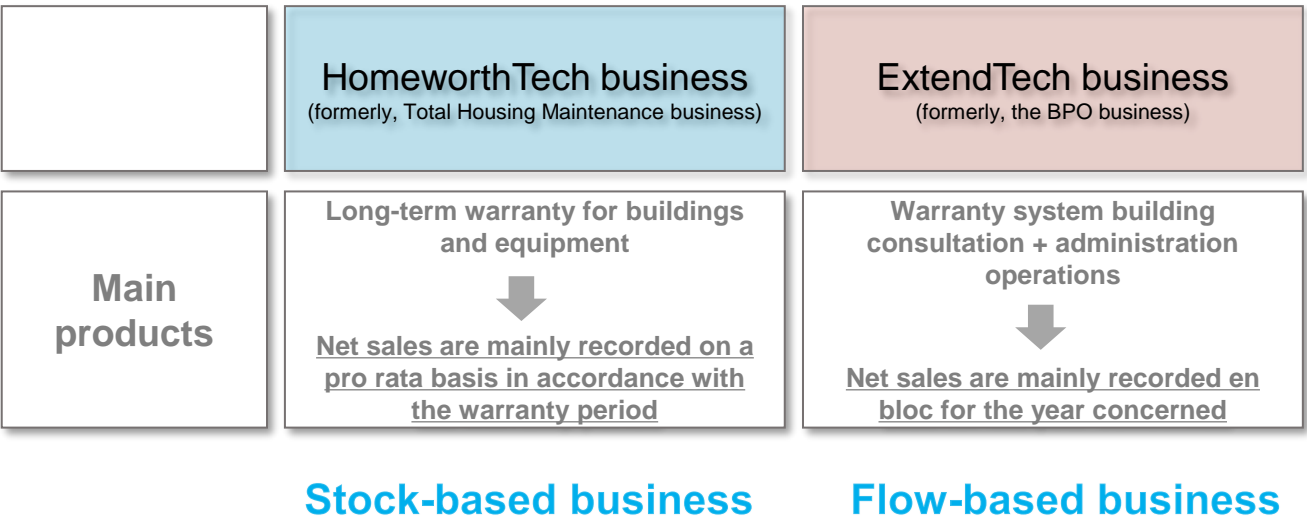 HomeworthTech business
(formerly, Total Housing Maintenance business)
ExtendTech business
(formerly, the BPO business)
Main
products
Long-term warranty for buildings
and equipment
Net sales are mainly recorded on a
pro rata basis in accordance with
the warranty period
Warranty system building
consultation + administration
operations
Net sales are mainly recorded en
bloc for the year concerned
Stock-based business
Flow-based business